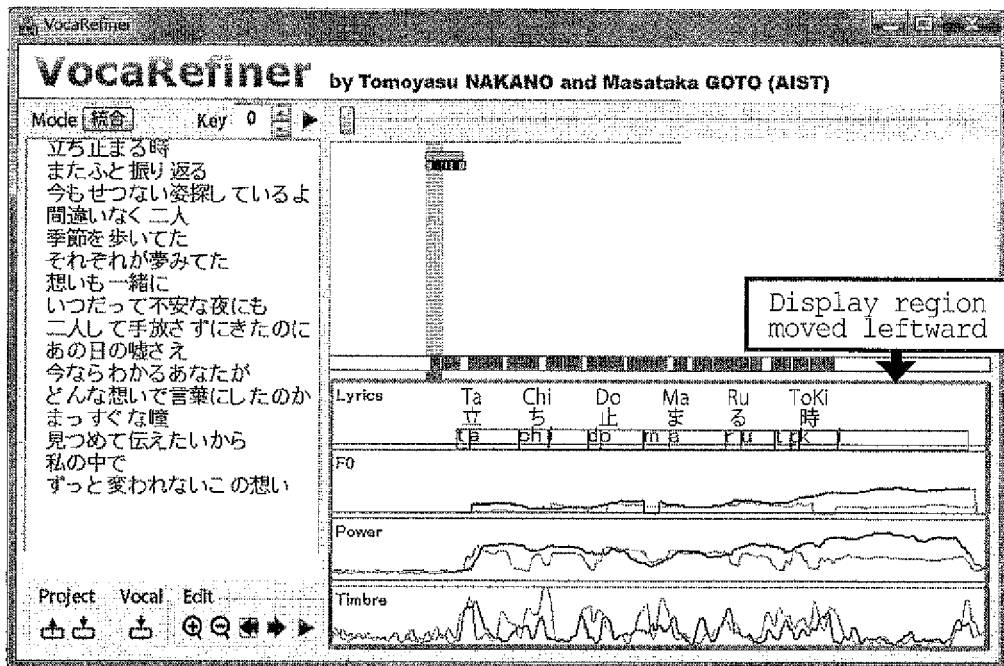 VocaRefiner
VocaRefiner by Tomoyasu NAKANO and Masataka GOTO (AIST)
Mode 統合 Key 0
立ち止まる時
またふと振り返る
今もせつない姿探しているよ
間違いなく二人
季節を歩いてた
それぞれが夢みてた
想いも一緒に
いつだって不安な夜にも
二人して手放さずにきたのに
あの日の嘘さえ
今ならわかるあなたが
どんな想いで言葉にしたのか
まっすぐな瞳
見つめて伝えたいから
私の中で
ずっと変われないこの想い
Project Vocal Edit
Display region
moved leftward
Lyrics Ta Chi Do Ma Ru ToKi
立 ち 止 ま る 時
t a ch i d o m a r u t o k i
F0
Power
Timbre